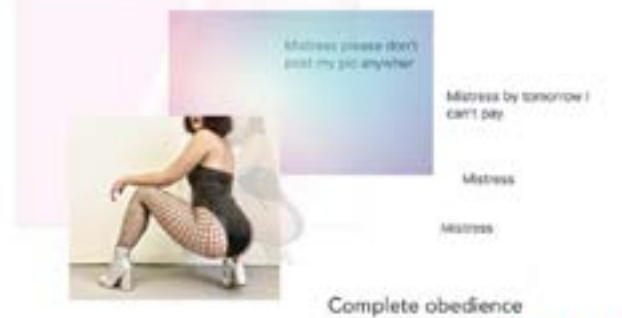 Mistress please don't
post my pic anywher
Mistress by tomorrow I
can't pay.
Mistress
Mistress
Complete obedience